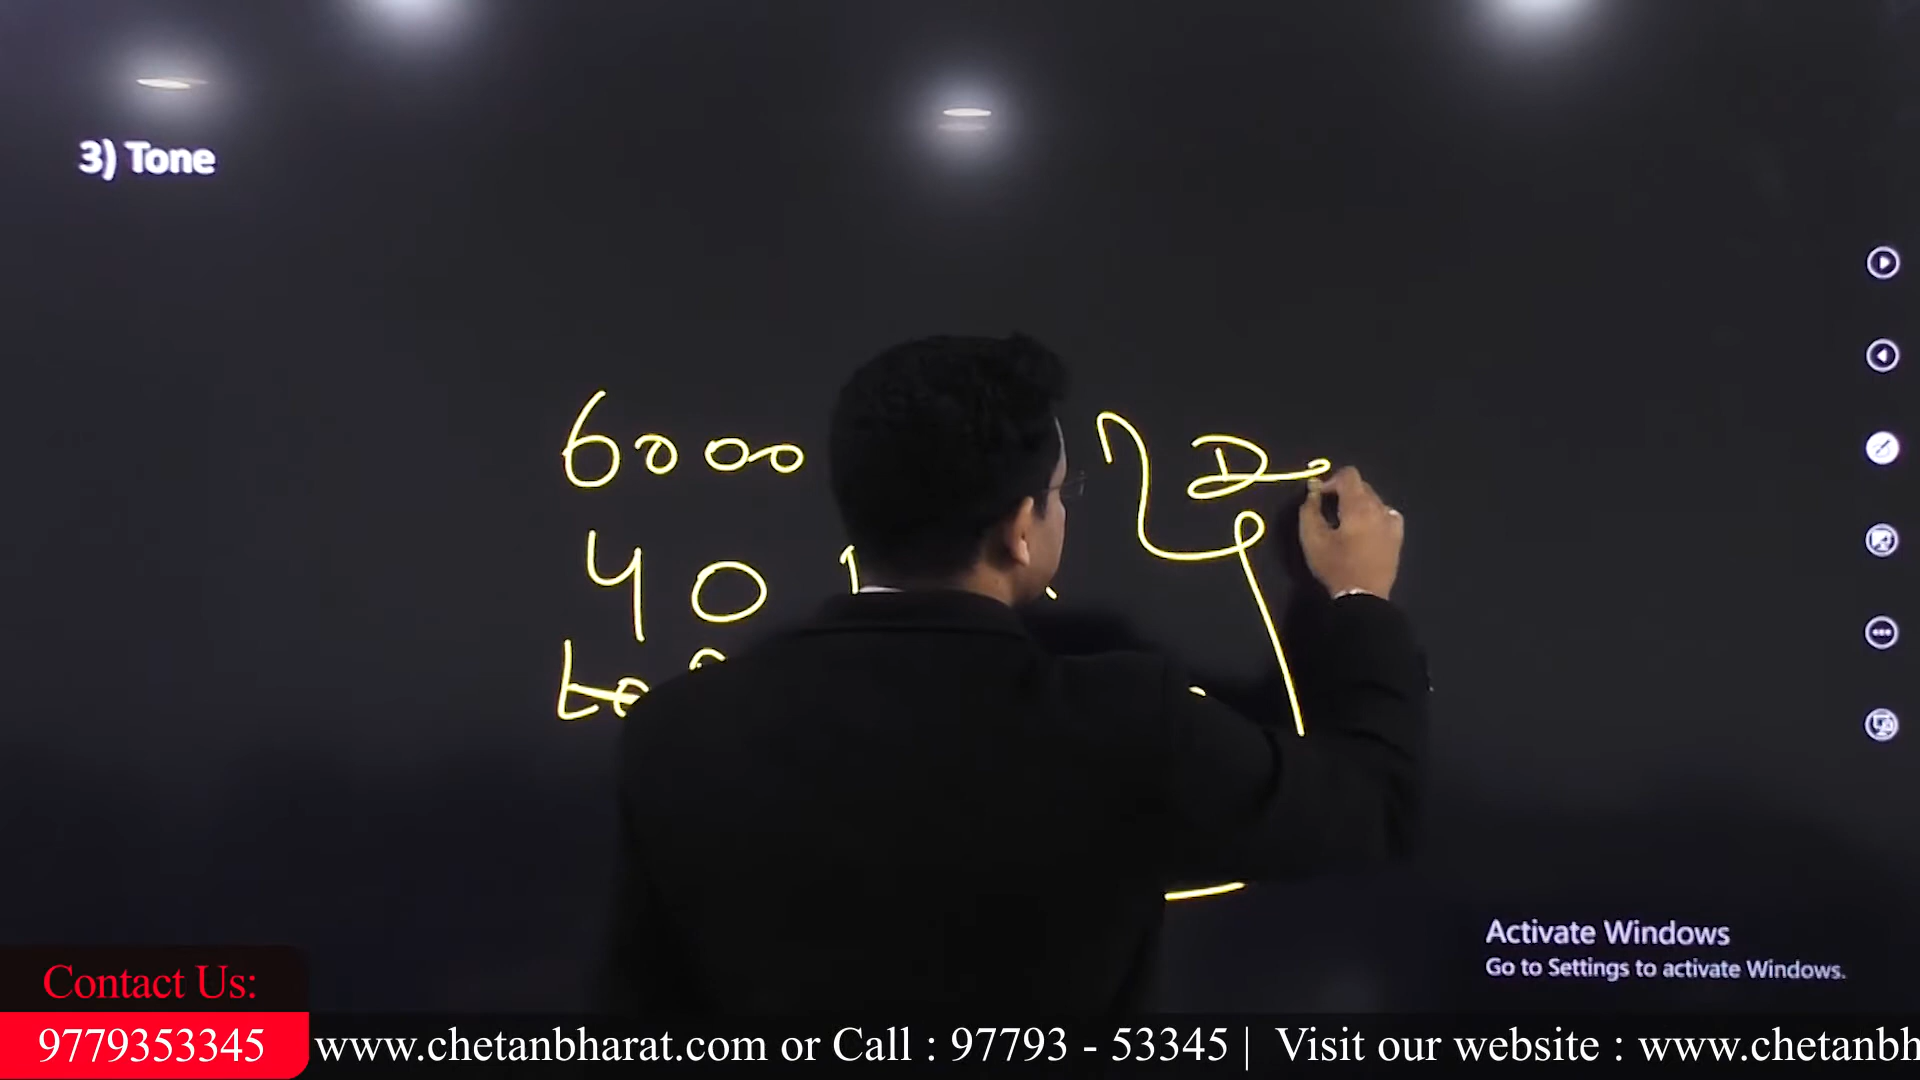 3) Tone
6000
40
Activate Windows
Go to Settings to activate Windows.
Contact Us:
9779353345
www.chetanbharat.com or Call : 97793 - 53345 | Visit our website : www.chetanbh